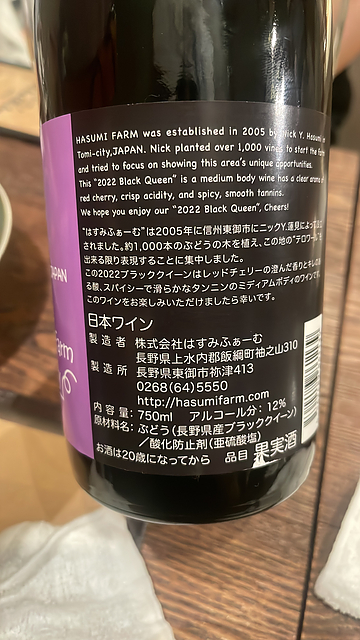 HASUMI FARM was established in 2005 by Nick Y. Hasumi in
Tomi-city,JAPAN. Nick planted over 1,000 vines to start the Farm
and tried to focus on showing this area's unique opportunities.
This "2022 Black Queen" is a medium body wine has a clear aroma of
red cherry, crisp acidity, and spicy, smooth tannins.
We hope you enjoy our "2022 Black Queen", Cheers!
"はすみふぁーむ"は2005年に信州東御市にニックY.蓮見によって設
されました。約1,000本のぶどうの木を植え、この地の"テロワール"を
出来る限り表現することに集中しました。
この2022ブラッククイーンはレッドチェリーの澄んだ香りとキレの
る酸、スパイシーで滑らかなタンニンのミディアムボディのワインです。
このワインをお楽しみいただけましたら幸いです。
日本ワイン
製造者 株式会社はすみふぁーむ
長野県上水内郡飯綱町袖之山310
製造所 長野県東御市祢津413
0268(64)5550
http://hasumifarm.com
内容量: 750ml アルコール分: 12%
原材料名: ぶどう(長野県産ブラッククイーン)
/酸化防止剤(亜硫酸塩)
お酒は20歳になってから 品目 果実酒
JAPAN
Farm